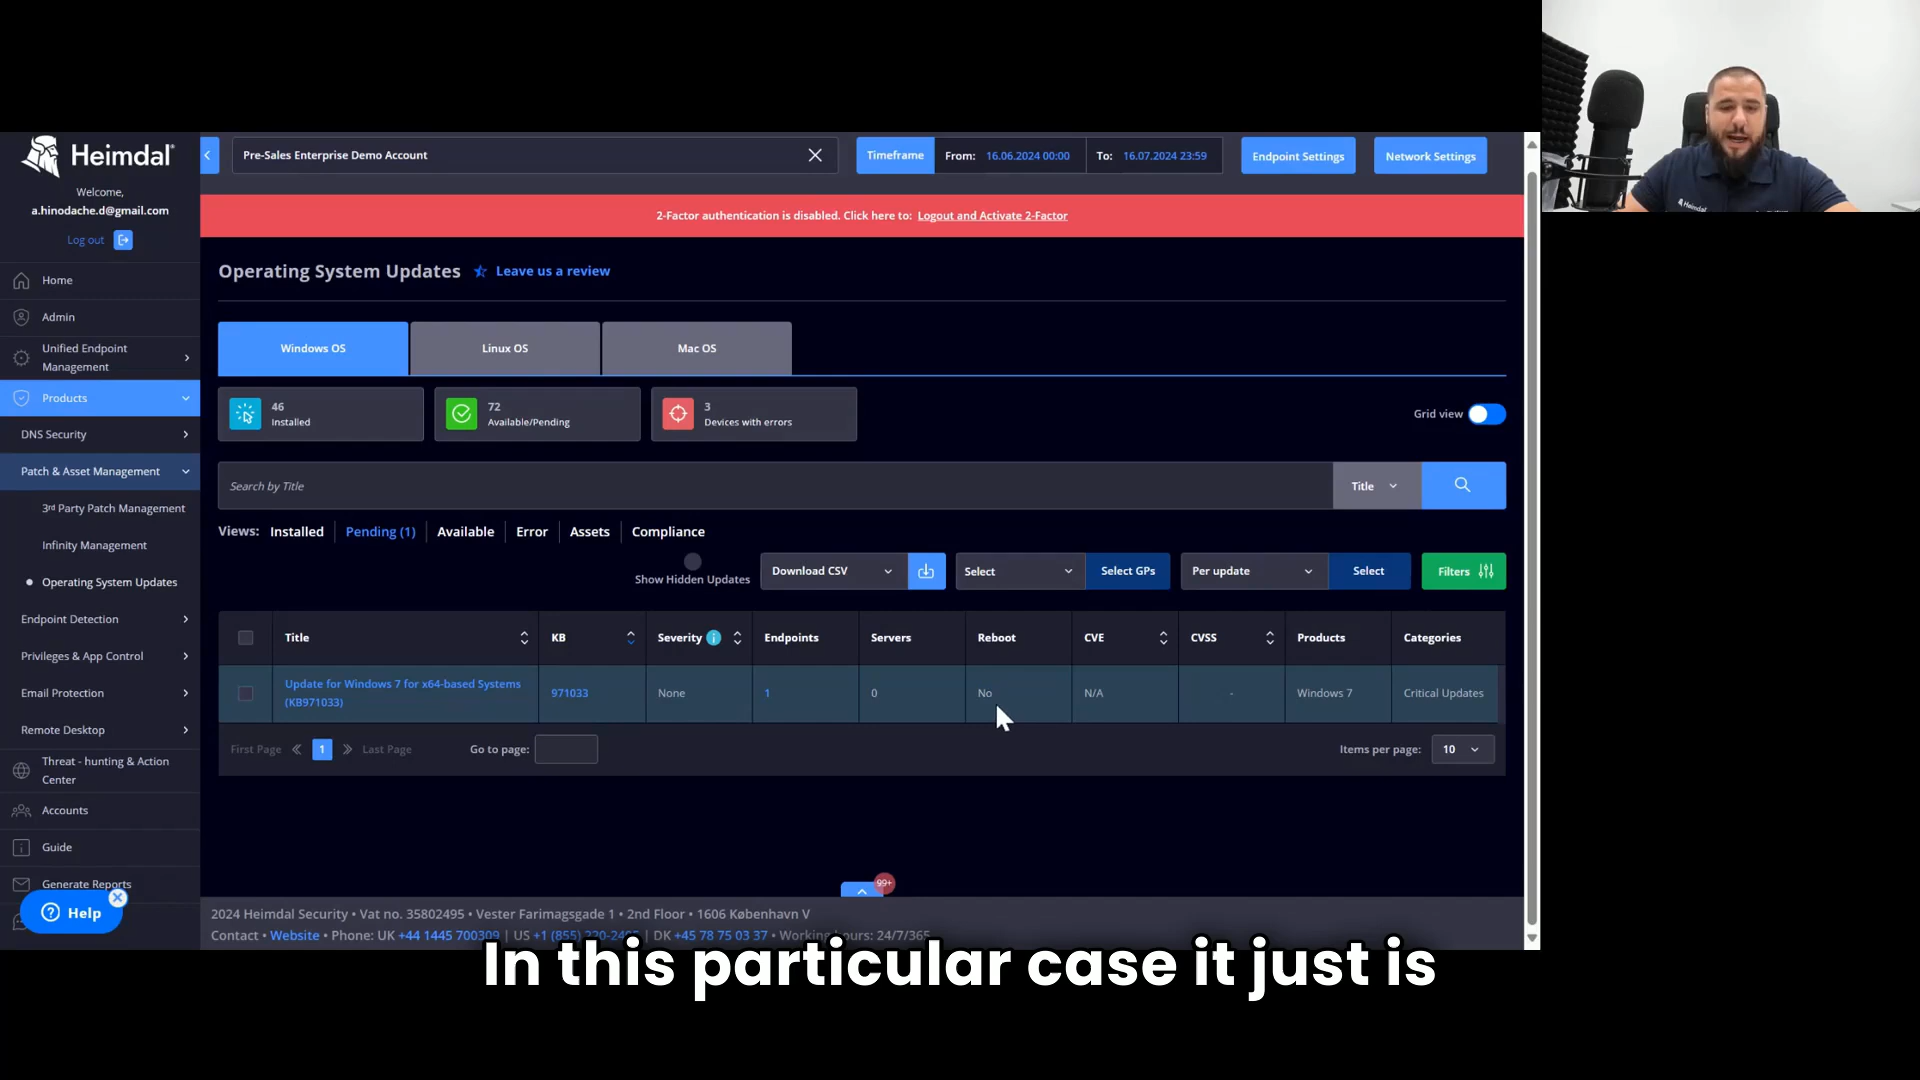 Heimdal®
Welcome,
a.hinodache.d@gmail.com
Log out
Home
Admin
Unified Endpoint
Management
Products
DNS Security
Patch & Asset Management
3rd Party Patch Management
Infinity Management
Operating System Updates
Endpoint Detection
Privileges & App Control
Email Protection
Remote Desktop
Threat - hunting & Action
Center
Accounts
Guide
Generate Reports
Help
Pre-Sales Enterprise Demo Account
Timeframe From: 16.06.2024 00:00 To: 16.07.2024 23:59
Endpoint Settings
Network Settings
2-Factor authentication is disabled. Click here to: Logout and Activate 2-Factor
Operating System Updates Leave us a review
Windows OS Linux OS Mac OS
46
Installed
72
Available/Pending
3
Devices with errors
Grid view
Search by Title
Title
Views: Installed Pending (1) Available Error Assets Compliance
Show Hidden Updates
Download CSV
Select
Select GPs
Per update
Select
Filters
Title KB Severity Endpoints Servers Reboot CVE CVSS Products Categories
Update for Windows 7 for x64-based Systems
(KB971033)
971033 None 1 0 No N/A - Windows 7 Critical Updates
First Page 1 Last Page Go to page: Items per page: 10
99+
2024 Heimdal Security • Vat no. 35802495 • Vester Farimagsgade 1 • 2nd Floor • 1606 København V
Contact • Website • Phone: UK +44 1445 700309 | US +1 (855) | DK +45 78 75 03 37 • Working hours: 24/7/365
In this particular case it just is
Heimdal